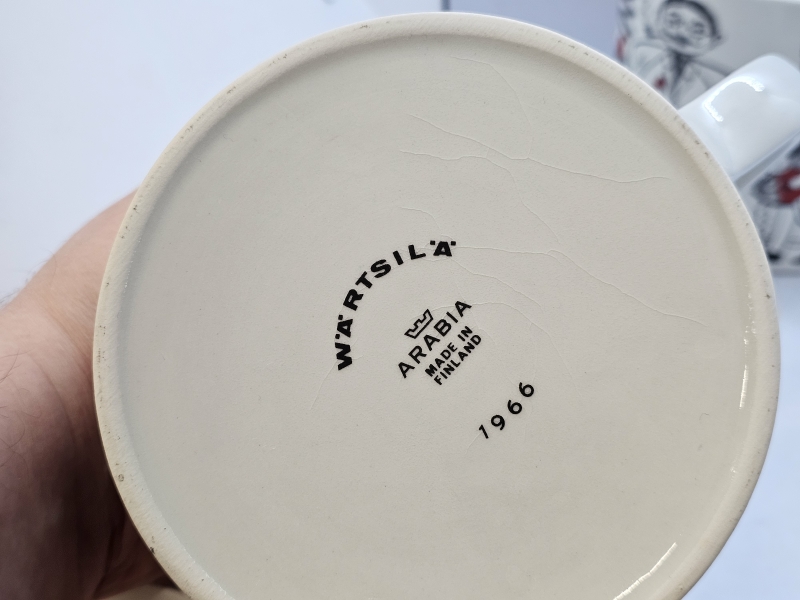 WÄRTSILÄ
ARABIA
MADE IN
FINLAND
1966